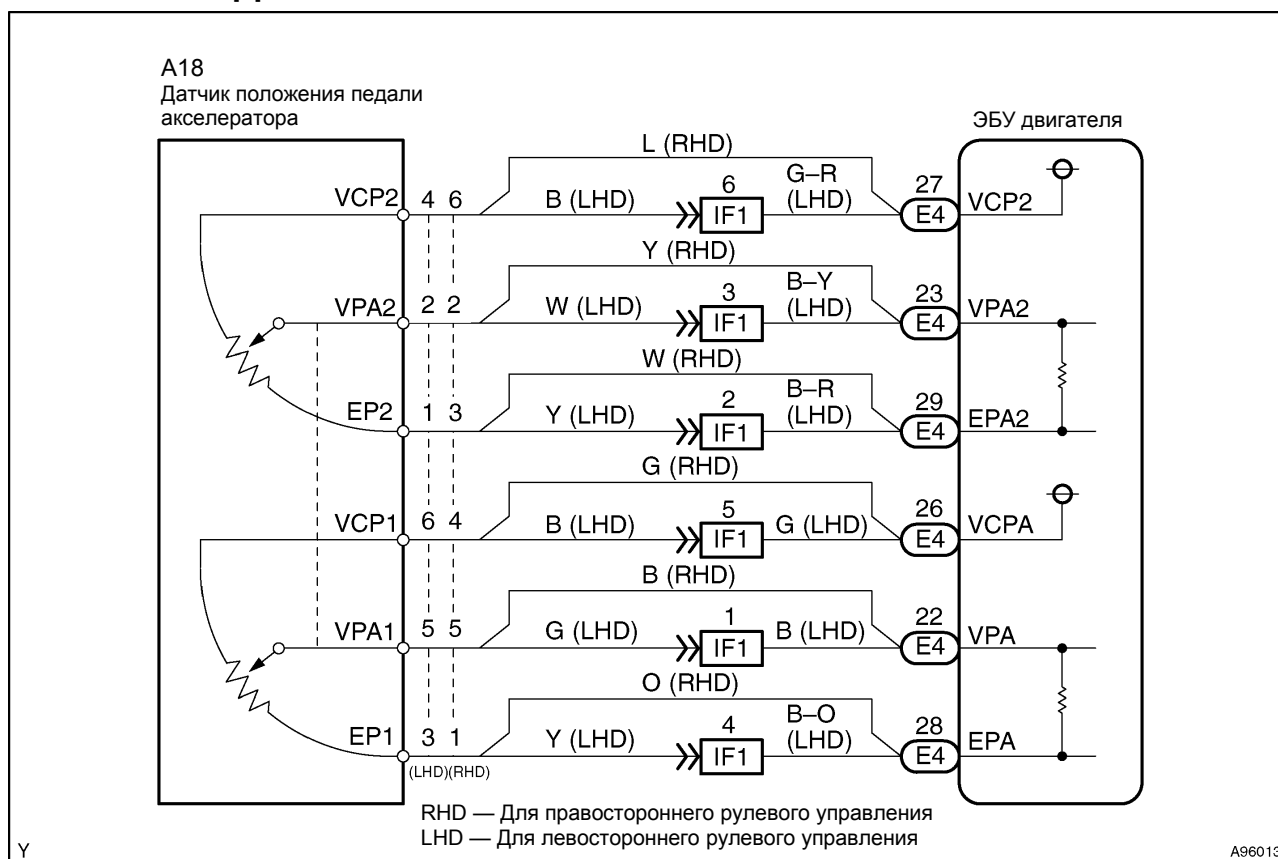 A18
Датчик положения педали
акселератора
ЭБУ двигателя
L (RHD)
VCP2 4 6 B (LHD) 6 IF1 G–R (LHD) 27 E4 VCP2
Y (RHD)
VPA2 2 2 W (LHD) 3 IF1 B–Y (LHD) 23 E4 VPA2
W (RHD)
EP2 1 3 Y (LHD) 2 IF1 B–R (LHD) 29 E4 EPA2
G (RHD)
VCP1 6 4 B (LHD) 5 IF1 G (LHD) 26 E4 VCPA
B (RHD)
VPA1 5 5 G (LHD) 1 IF1 B (LHD) 22 E4 VPA
O (RHD)
EP1 3 1 Y (LHD) 4 IF1 B–O (LHD) 28 E4 EPA
(LHD)(RHD)
RHD — Для правостороннего рулевого управления
LHD — Для левостороннего рулевого управления
Y
A96013